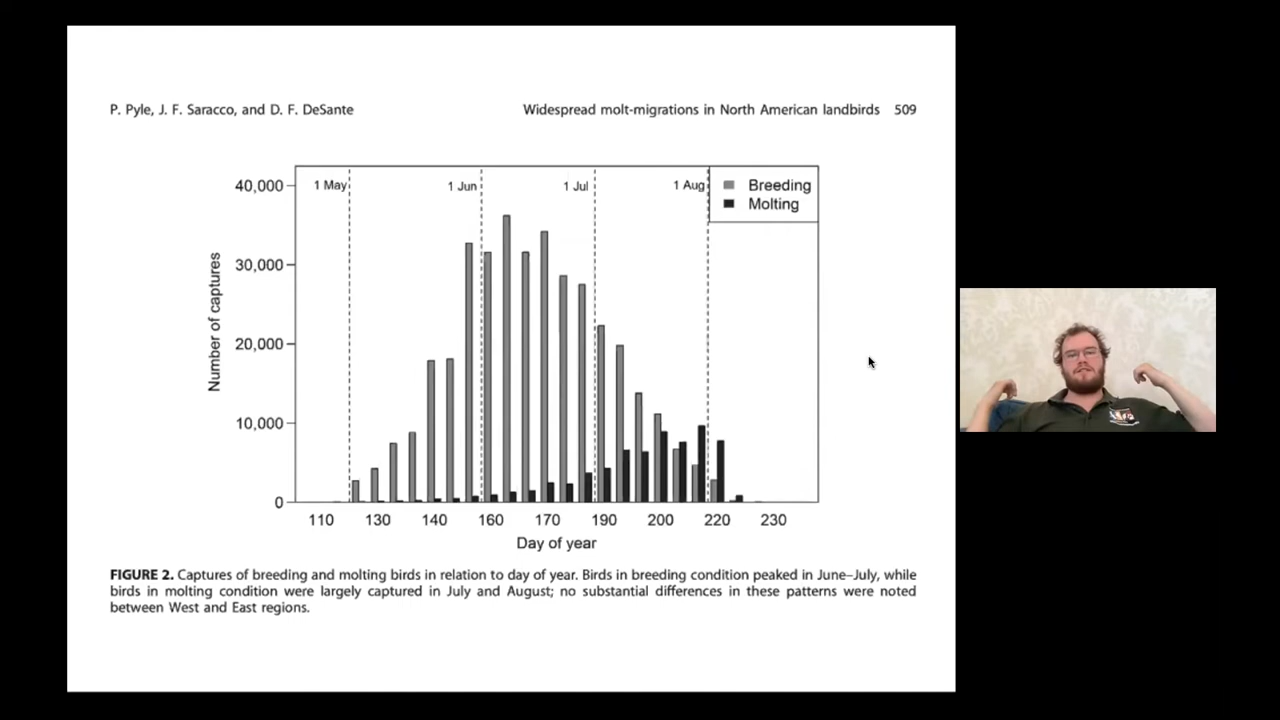 P. Pyle, J. F. Saracco, and D. F. DeSante
Widespread molt-migrations in North American landbirds 509
1 May
1 Jun
1 Jul
1 Aug
Breeding
Molting
40,000
30,000
20,000
10,000
0
Number of captures
110 130 140 160 170 190 200 220 230
Day of year
FIGURE 2. Captures of breeding and molting birds in relation to day of year. Birds in breeding condition peaked in June–July, while
birds in molting condition were largely captured in July and August; no substantial differences in these patterns were noted
between West and East regions.